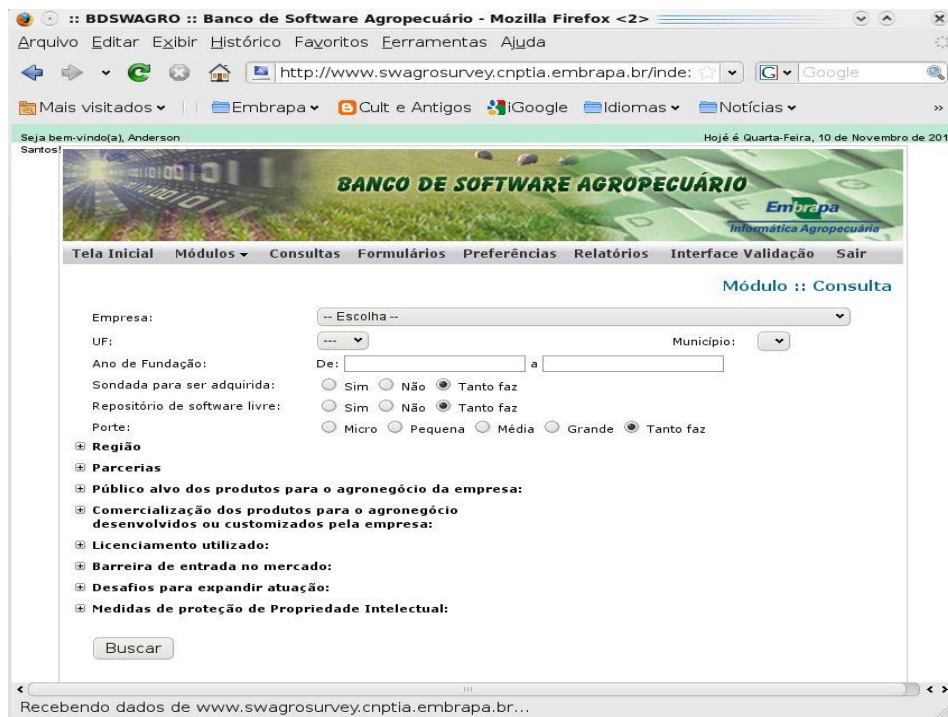 :: BDSWAGRO :: Banco de Software Agropecuário - Mozilla Firefox <2>
Arquivo Editar Exibir Histórico Favoritos Ferramentas Ajuda
http://www.swagrosurvey.cnptia.embrapa.br/inde: G Google
Mais visitados Embrapa Cult e Antigos iGoogle Idiomas Notícias »
Seja bem-vindo(a), Anderson Hojé é Quarta-Feira, 10 de Novembro de 201
Santos!
BANCO DE SOFTWARE AGROPECUÁRIO
Embrapa
Informática Agropecuária
Tela Inicial Módulos Consultas Formulários Preferências Relatórios Interface Validação Sair
Módulo :: Consulta
Empresa: -- Escolha --
UF: --- Município:
Ano de Fundação: De: a
Sondada para ser adquirida: Sim Não Tanto faz
Repositório de software livre: Sim Não Tanto faz
Porte: Micro Pequena Média Grande Tanto faz
Região
Parcerias
Público alvo dos produtos para o agronegócio da empresa:
Comercialização dos produtos para o agronegócio
desenvolvidos ou customizados pela empresa:
Licenciamento utilizado:
Barreira de entrada no mercado:
Desafios para expandir atuação:
Medidas de proteção de Propriedade Intelectual:
Buscar
Recebendo dados de www.swagrosurvey.cnptia.embrapa.br...